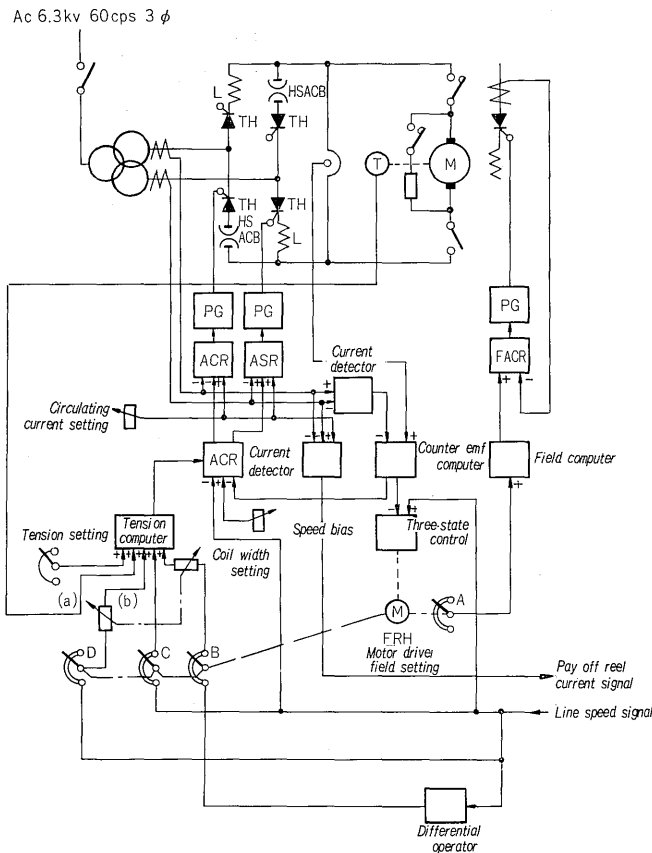 Ac 6.3kv 60cps 3 φ
L
HSACB
TH
TH
T
M
TH
TH
HS
ACB
L
PG
PG
PG
ACR
ASR
FACR
Current
detector
Circulating
current setting
ACR
Current
detector
Counter emf
computer
Field computer
Tension setting
Tension
computer
Coil width
setting
Speed bias
Three-state
control
(a)
(b)
M
A
FRH
Motor driver
field setting
D
C
B
Pay off reel
current signal
Line speed signal
Differential
operator